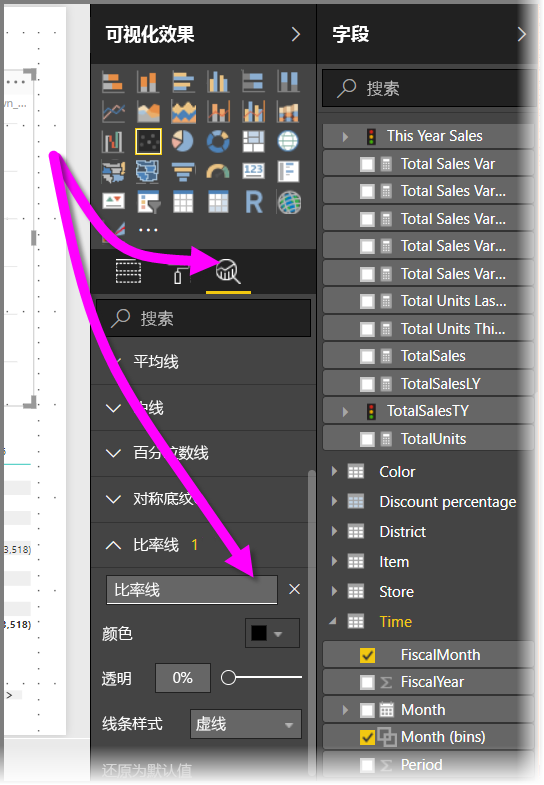 可视化效果
字段
wn_...
搜索
This Year Sales
Total Sales Var
Total Sales Var...
Total Sales Var...
Total Sales Var...
Total Sales Var...
Total Units Las...
Total Units Thi...
TotalSales
TotalSalesLY
TotalSalesTY
TotalUnits
Color
Discount percentage
District
Item
Store
Time
FiscalMonth
FiscalYear
Month
Month (bins)
Period
123
R
搜索
平均线
中线
百分位数线
对称底纹
比率线 1
比率线
颜色
透明 0%
线条样式 虚线
还原为默认值
3,518)
3,518)